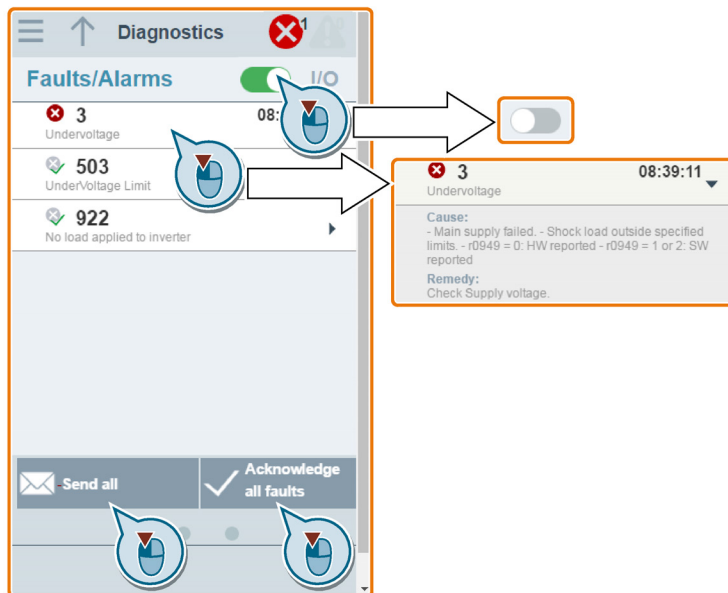 Diagnostics
1
Faults/Alarms
I/O
3
08:
Undervoltage
503
UnderVoltage Limit
922
No load applied to inverter
Send all
Acknowledge
all faults
3
08:39:11
Undervoltage
Cause:
- Main supply failed. - Shock load outside specified
limits. - r0949 = 0: HW reported - r0949 = 1 or 2: SW
reported
Remedy:
Check Supply voltage.